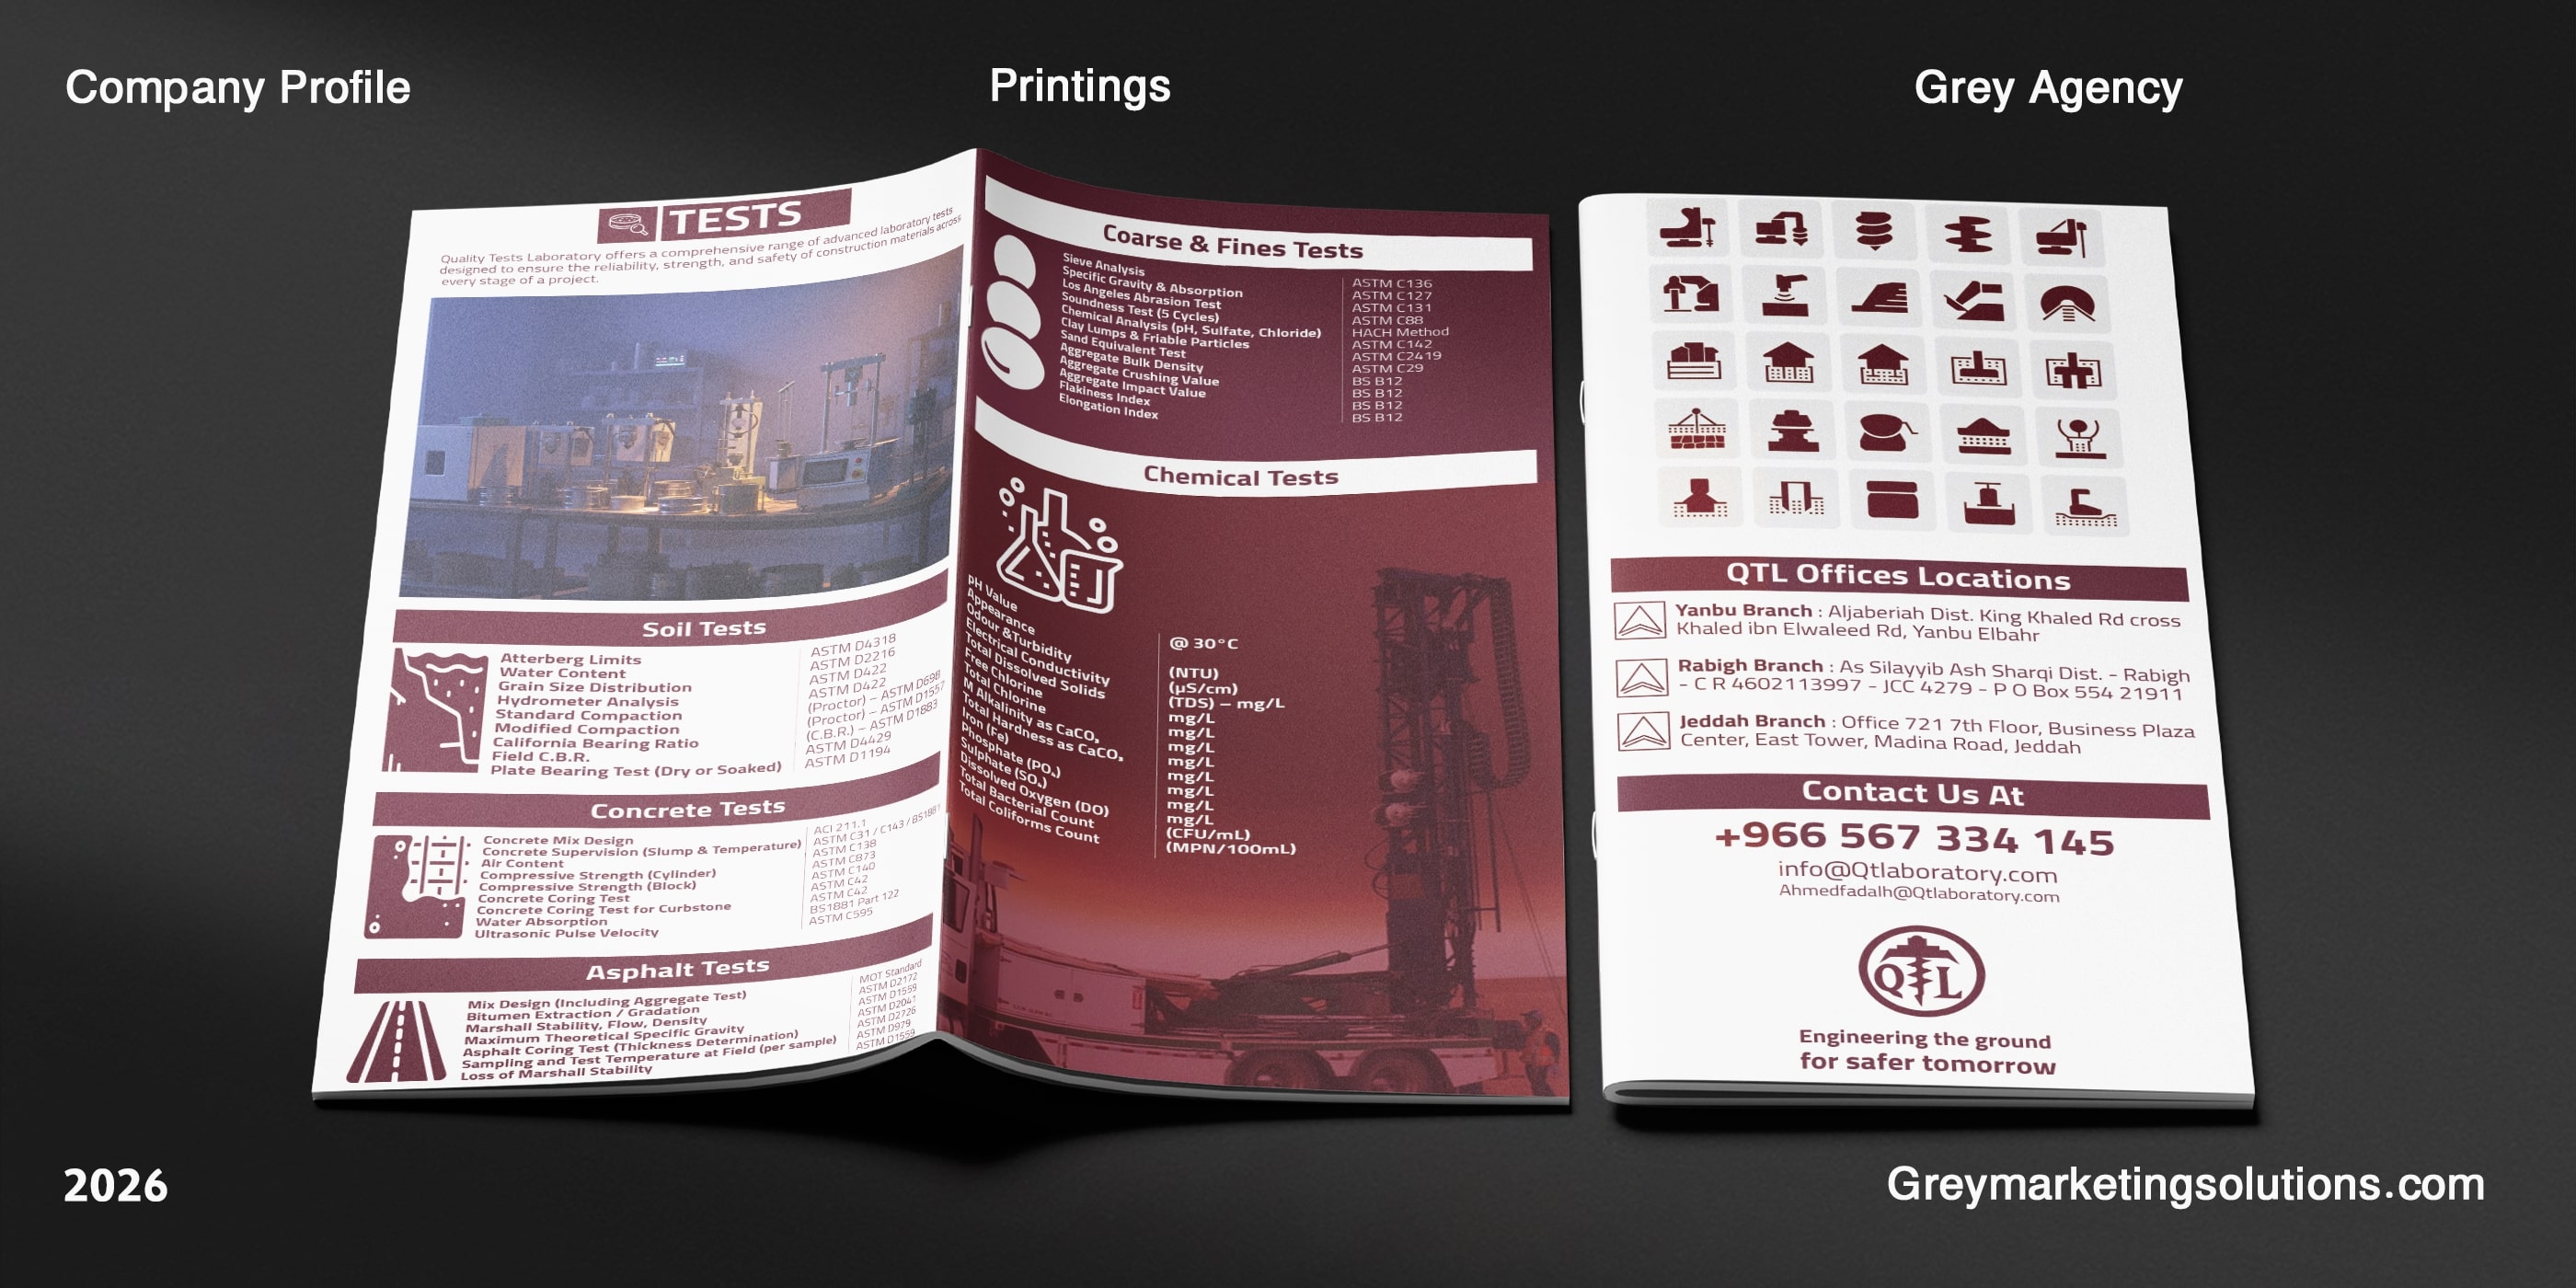 Company Profile
Printings
Grey Agency
TESTS
Quality Tests Laboratory offers a comprehensive range of advanced laboratory tests
designed to ensure the reliability, strength, and safety of construction materials across
every stage of a project.
Soil Tests
Atterberg Limits
Water Content
Grain Size Distribution
Hydrometer Analysis
Standard Compaction
Modified Compaction
California Bearing Ratio
Field C.B.R.
Plate Bearing Test (Dry or Soaked)
ASTM D4318
ASTM D2216
ASTM D422
ASTM D422
(Proctor) – ASTM D698
(Proctor) – ASTM D1557
(C.B.R.) – ASTM D1883
ASTM D4429
ASTM D1194
Concrete Tests
Concrete Mix Design
Concrete Supervision (Slump & Temperature)
Air Content
Compressive Strength (Cylinder)
Compressive Strength (Block)
Concrete Coring Test
Concrete Coring Test for Curbstone
Water Absorption
Ultrasonic Pulse Velocity
ACI 211.1
ASTM C31 / C143 / BS1881
ASTM C138
ASTM C873
ASTM C140
ASTM C42
ASTM C42
BS1881 Part 122
ASTM C595
Asphalt Tests
Mix Design (Including Aggregate Test)
Bitumen Extraction / Gradation
Marshall Stability, Flow, Density
Maximum Theoretical Specific Gravity
Asphalt Coring Test (Thickness Determination)
Sampling and Test Temperature at Field (per sample)
Loss of Marshall Stability
MOT Standard
ASTM D2172
ASTM D1559
ASTM D2041
ASTM D2726
ASTM D979
ASTM D1559
Coarse & Fines Tests
Sieve Analysis
Specific Gravity & Absorption
Los Angeles Abrasion Test
Soundness Test (5 Cycles)
Chemical Analysis (pH, Sulfate, Chloride)
Clay Lumps & Friable Particles
Sand Equivalent Test
Aggregate Bulk Density
Aggregate Crushing Value
Aggregate Impact Value
Flakiness Index
Elongation Index
ASTM C136
ASTM C127
ASTM C131
ASTM C88
HACH Method
ASTM C142
ASTM C2419
ASTM C29
BS B12
BS B12
BS B12
BS B12
Chemical Tests
pH Value
Appearance
Odour &Turbidity
Electrical Conductivity
Total Dissolved Solids
Free Chlorine
Total Chlorine
M Alkalinity as CaCO₃
Total Hardness as CaCO₃
Iron (Fe)
Phosphate (PO₄)
Sulphate (SO₄)
Dissolved Oxygen (DO)
Total Bacterial Count
Total Coliforms Count
@ 30°C
(NTU)
(µS/cm)
(TDS) – mg/L
mg/L
mg/L
mg/L
mg/L
mg/L
mg/L
mg/L
mg/L
(CFU/mL)
(MPN/100mL)
QTL Offices Locations
Yanbu Branch : Aljaberiah Dist. King Khaled Rd cross
Khaled ibn Elwaleed Rd, Yanbu Elbahr
Rabigh Branch : As Silayyib Ash Sharqi Dist. - Rabigh
- C R 4602113997 - JCC 4279 - P O Box 554 21911
Jeddah Branch : Office 721 7th Floor, Business Plaza
Center, East Tower, Madina Road, Jeddah
Contact Us At
+966 567 334 145
info@Qtlaboratory.com
Ahmedfadalh@Qtlaboratory.com
QTL
Engineering the ground
for safer tomorrow
2026
Greymarketingsolutions.com